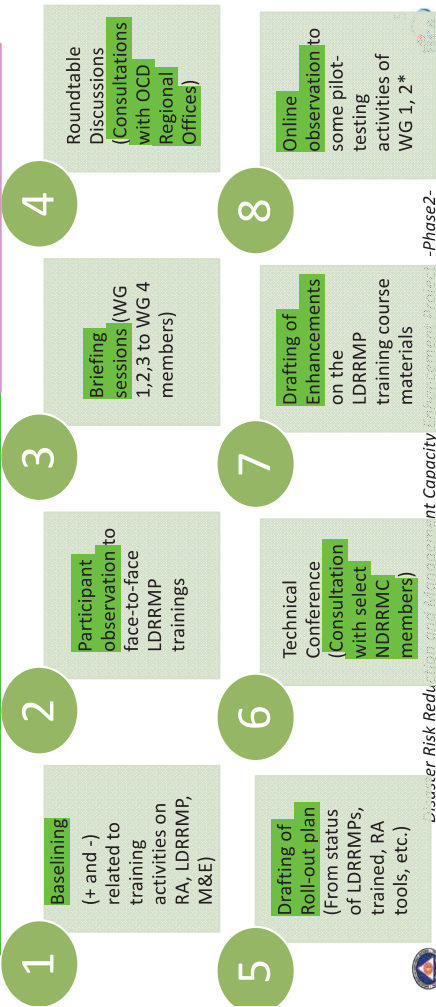 1
Baselining
(+ and -)
related to
training
activities on
RA, LDRRMP,
M&E)
2
Participant
observation to
face-to-face
LDRRMP
trainings
3
Briefing
sessions (WG
1,2,3 to WG 4
members)
4
Roundtable
Discussions
(Consultations
with OCD
Regional
Offices)
5
Drafting of
Roll-out plan
(From status
of LDRRMPs,
trained, RA
tools, etc.)
6
Technical
Conference
(Consultation
with select
NDRRMC
members)
7
Drafting of
Enhancements
on the
LDRRMP
training course
materials
8
Online
observation to
some pilot-
testing
activities of
WG 1, 2*
Disaster Risk Reduction and Management Capacity Enhancement Project -Phase2-